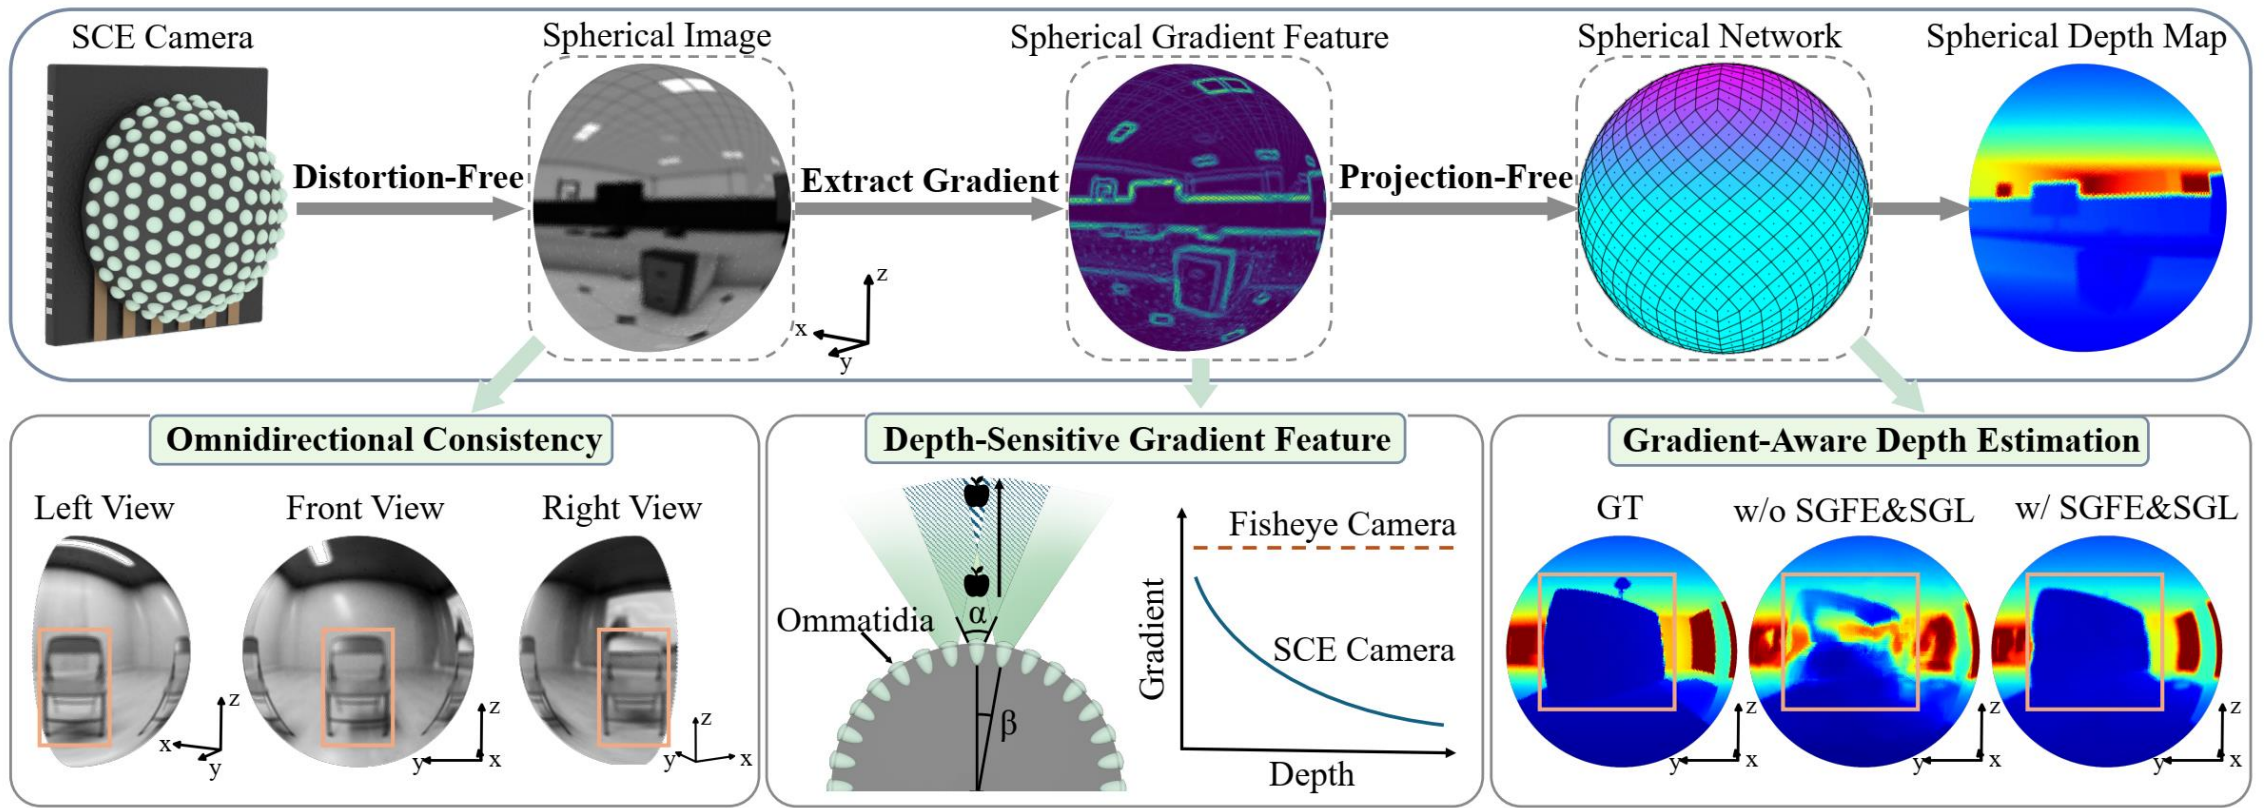 SCE Camera
Spherical Image
Spherical Gradient Feature
Spherical Network
Spherical Depth Map
Distortion-Free
Extract Gradient
Projection-Free
z
x
y
Omnidirectional Consistency
Left View
Front View
Right View
z
x
y
z
y
x
z
y
x
Depth-Sensitive Gradient Feature
Ommatidia
α
β
Gradient
Fisheye Camera
SCE Camera
Depth
Gradient-Aware Depth Estimation
GT
w/o SGFE&SGL
w/ SGFE&SGL
z
y
x
z
y
x
z
y
x